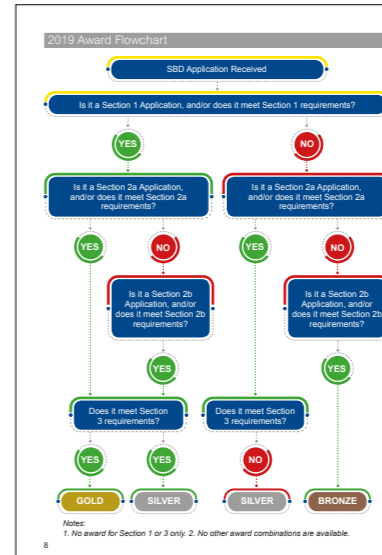 2019 Award Flowchart
SBD Application Received
Is it a Section 1 Application, and/or does it meet Section 1 requirements?
YES
NO
Is it a Section 2a Application,
and/or does it meet Section 2a
requirements?
Is it a Section 2a Application,
and/or does it meet Section 2a
requirements?
YES
NO
YES
NO
Is it a Section 2b
Application, and/or
does it meet Section 2b
requirements?
Is it a Section 2b
Application, and/or
does it meet Section 2b
requirements?
YES
YES
Does it meet Section
3 requirements?
Does it meet Section
3 requirements?
YES
YES
NO
GOLD
SILVER
SILVER
BRONZE
Notes:
1. No award for Section 1 or 3 only. 2. No other award combinations are available.
8